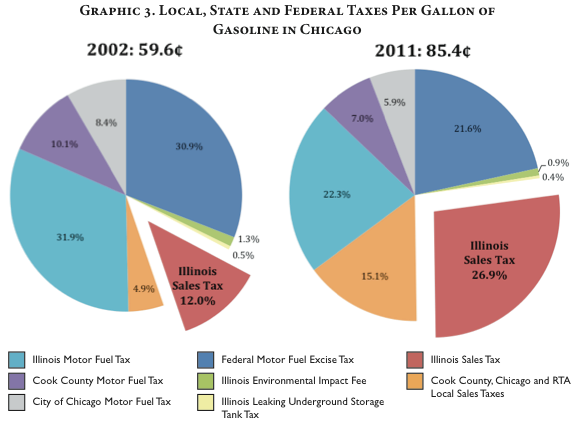 Graphic 3. Local, State and Federal Taxes Per Gallon of
Gasoline in Chicago
2002: 59.6¢
2011: 85.4¢
8.4%
10.1%
30.9%
31.9%
1.3%
0.5%
4.9%
Illinois
Sales Tax
12.0%
5.9%
7.0%
21.6%
0.9%
0.4%
22.3%
15.1%
Illinois
Sales Tax
26.9%
Illinois Motor Fuel Tax
Cook County Motor Fuel Tax
City of Chicago Motor Fuel Tax
Federal Motor Fuel Excise Tax
Illinois Environmental Impact Fee
Illinois Leaking Underground Storage
Tank Tax
Illinois Sales Tax
Cook County, Chicago and RTA
Local Sales Taxes